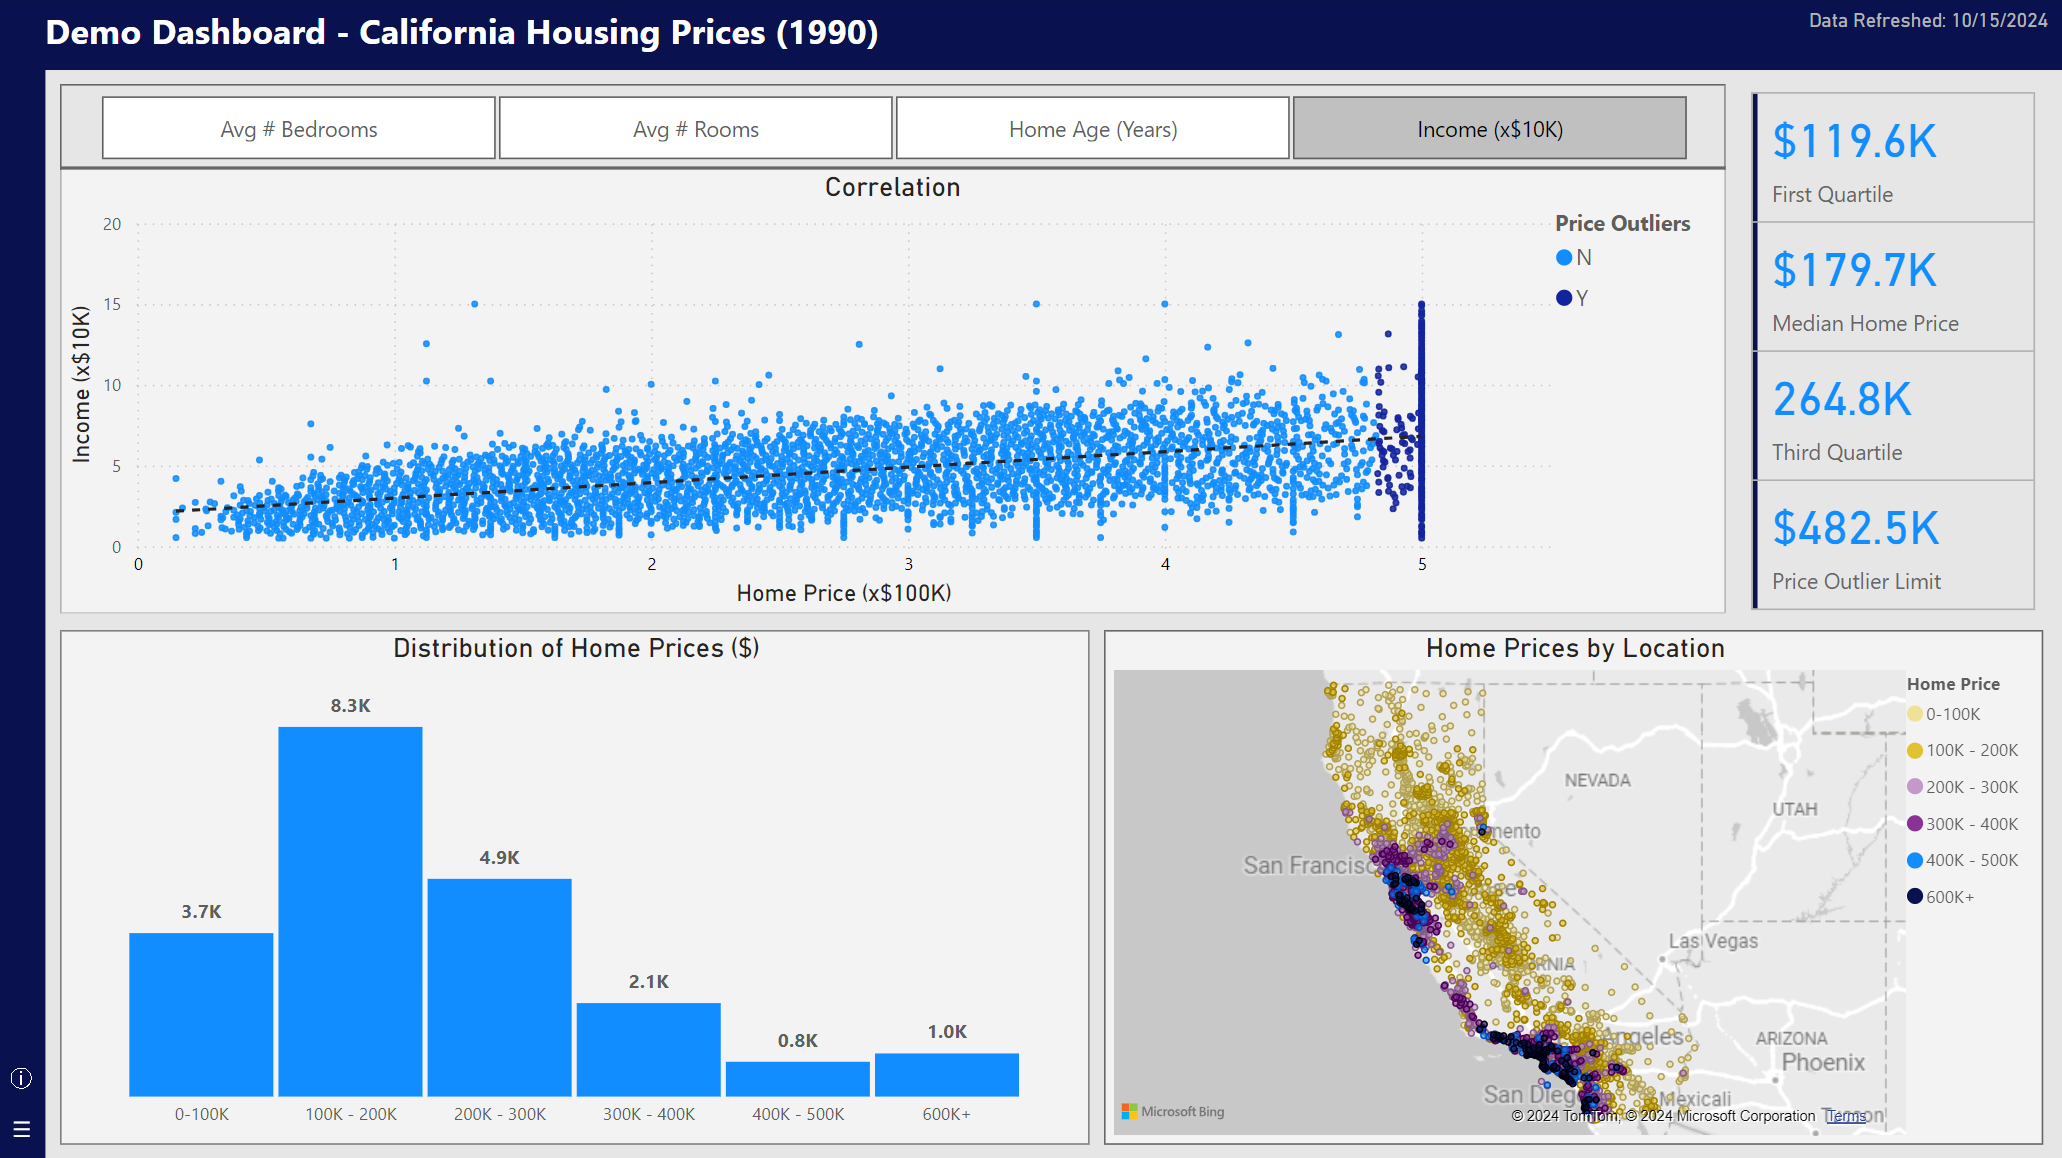 Demo Dashboard - California Housing Prices (1990)
Data Refreshed: 10/15/2024
Avg # Bedrooms
Avg # Rooms
Home Age (Years)
Income (x$10K)
Correlation
Price Outliers
N
Y
Income (x$10K)
20
15
10
5
0
0 1 2 3 4 5
Home Price (x$100K)
$119.6K
First Quartile
$179.7K
Median Home Price
264.8K
Third Quartile
$482.5K
Price Outlier Limit
Distribution of Home Prices ($)
3.7K
8.3K
4.9K
2.1K
0.8K
1.0K
0-100K 100K - 200K 200K - 300K 300K - 400K 400K - 500K 600K+
Home Prices by Location
Home Price
0-100K
100K - 200K
200K - 300K
300K - 400K
400K - 500K
600K+
NEVADA
UTAH
San Francisc
Las Vegas
ARIZONA
Phoenix
San Dieg
Mexicali
Microsoft Bing
© 2024 TomTom, © 2024 Microsoft Corporation Terms